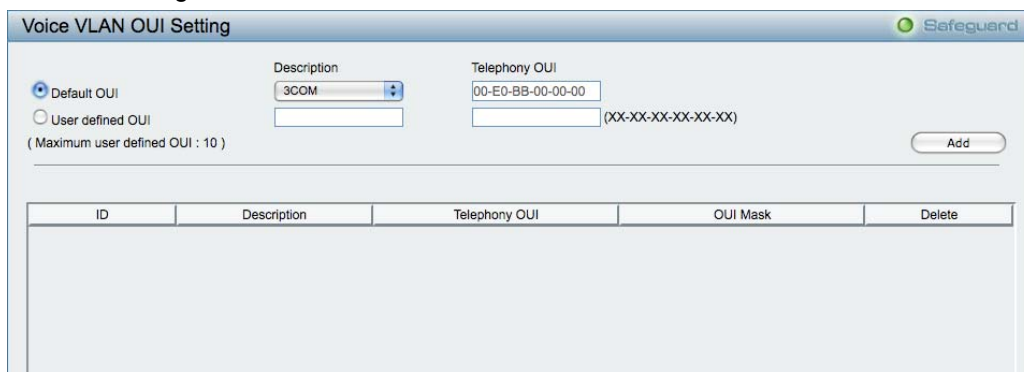 Voice VLAN OUI Setting
Safeguard
Description Telephony OUI
Default OUI 3COM 00-E0-BB-00-00-00
User defined OUI (XX-XX-XX-XX-XX-XX)
( Maximum user defined OUI : 10 ) Add
ID Description Telephony OUI OUI Mask Delete